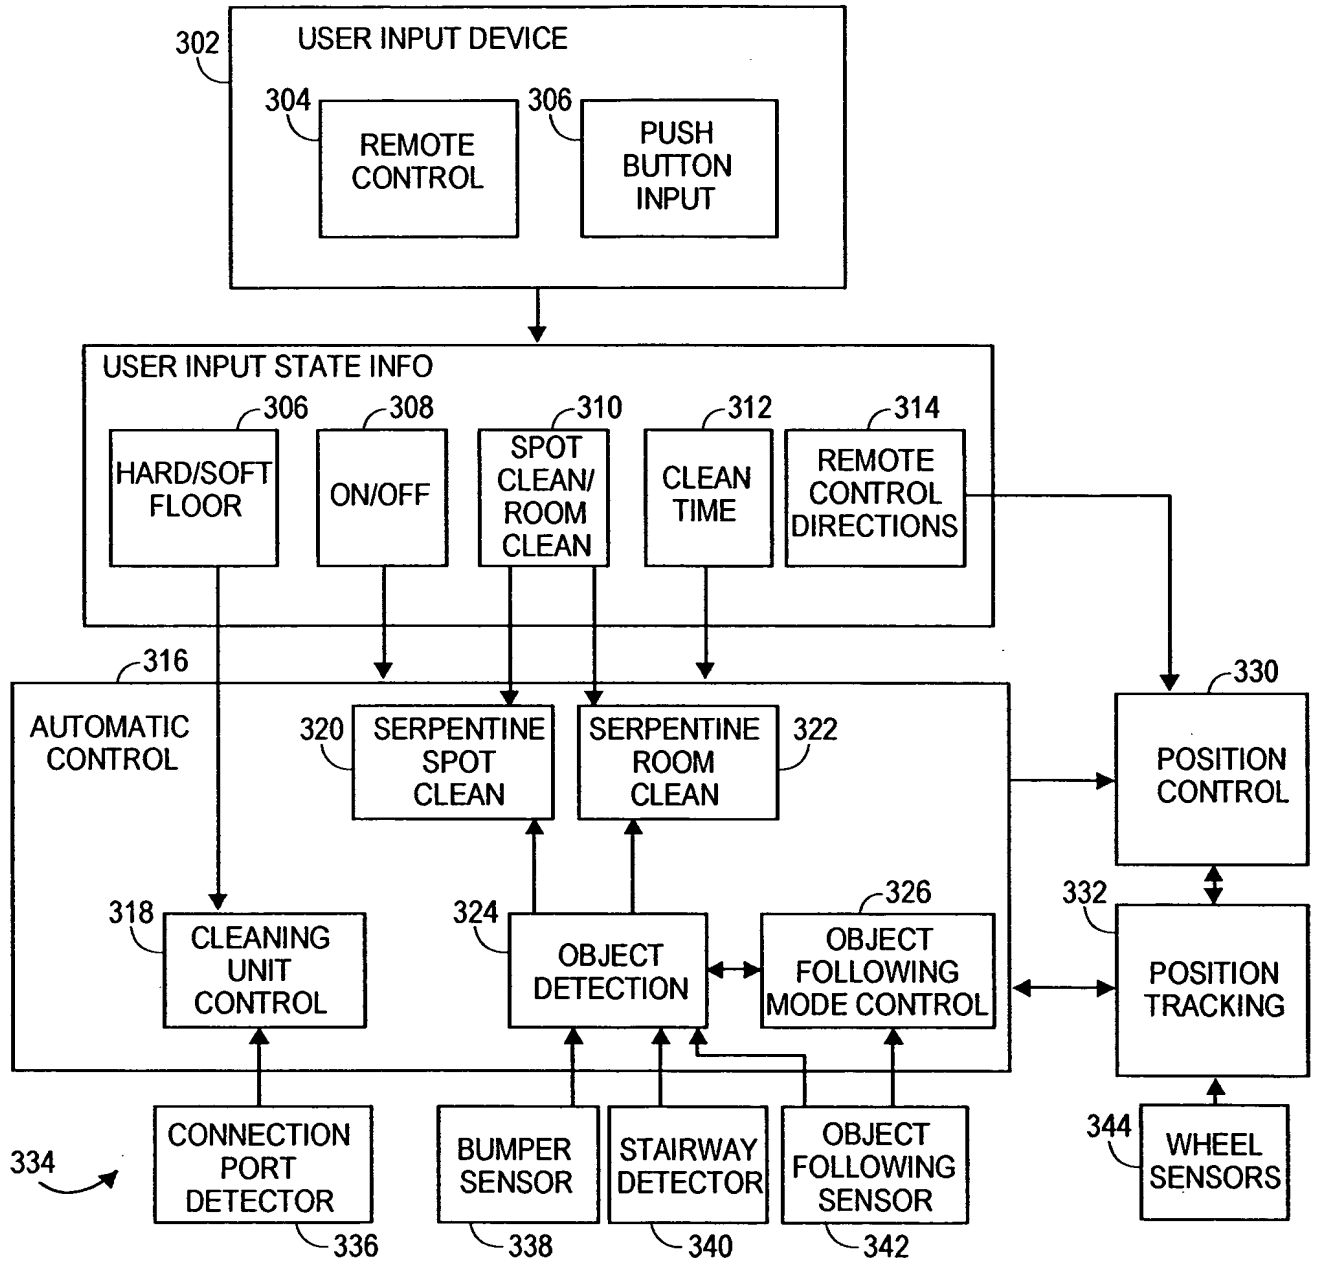 302
USER INPUT DEVICE
304
REMOTE
CONTROL
306
PUSH
BUTTON
INPUT
USER INPUT STATE INFO
306
HARD/SOFT
FLOOR
308
ON/OFF
310
SPOT
CLEAN/
ROOM
CLEAN
312
CLEAN
TIME
314
REMOTE
CONTROL
DIRECTIONS
316
AUTOMATIC
CONTROL
320
SERPENTINE
SPOT
CLEAN
SERPENTINE
ROOM
CLEAN
322
330
POSITION
CONTROL
318
CLEANING
UNIT
CONTROL
324
OBJECT
DETECTION
326
OBJECT
FOLLOWING
MODE CONTROL
332
POSITION
TRACKING
334
CONNECTION
PORT
DETECTOR
336
BUMPER
SENSOR
338
STAIRWAY
DETECTOR
340
OBJECT
FOLLOWING
SENSOR
342
344
WHEEL
SENSORS